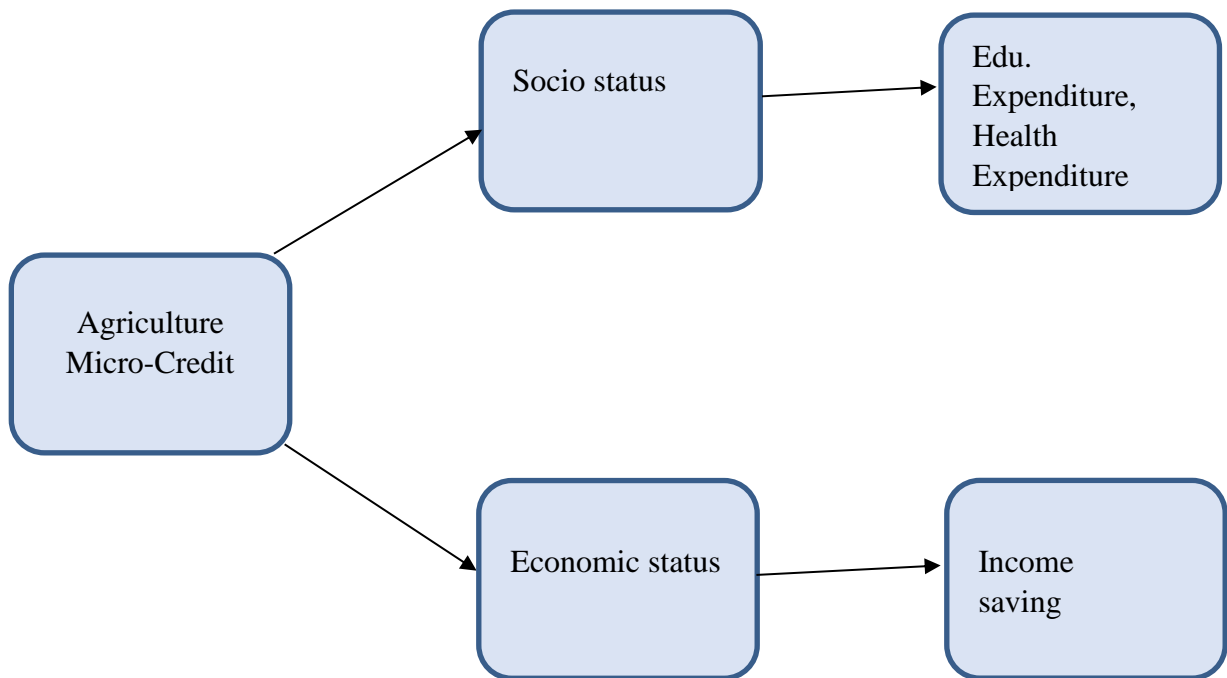 Socio status
Edu.
Expenditure,
Health
Expenditure
Agriculture
Micro-Credit
Economic status
Income
saving